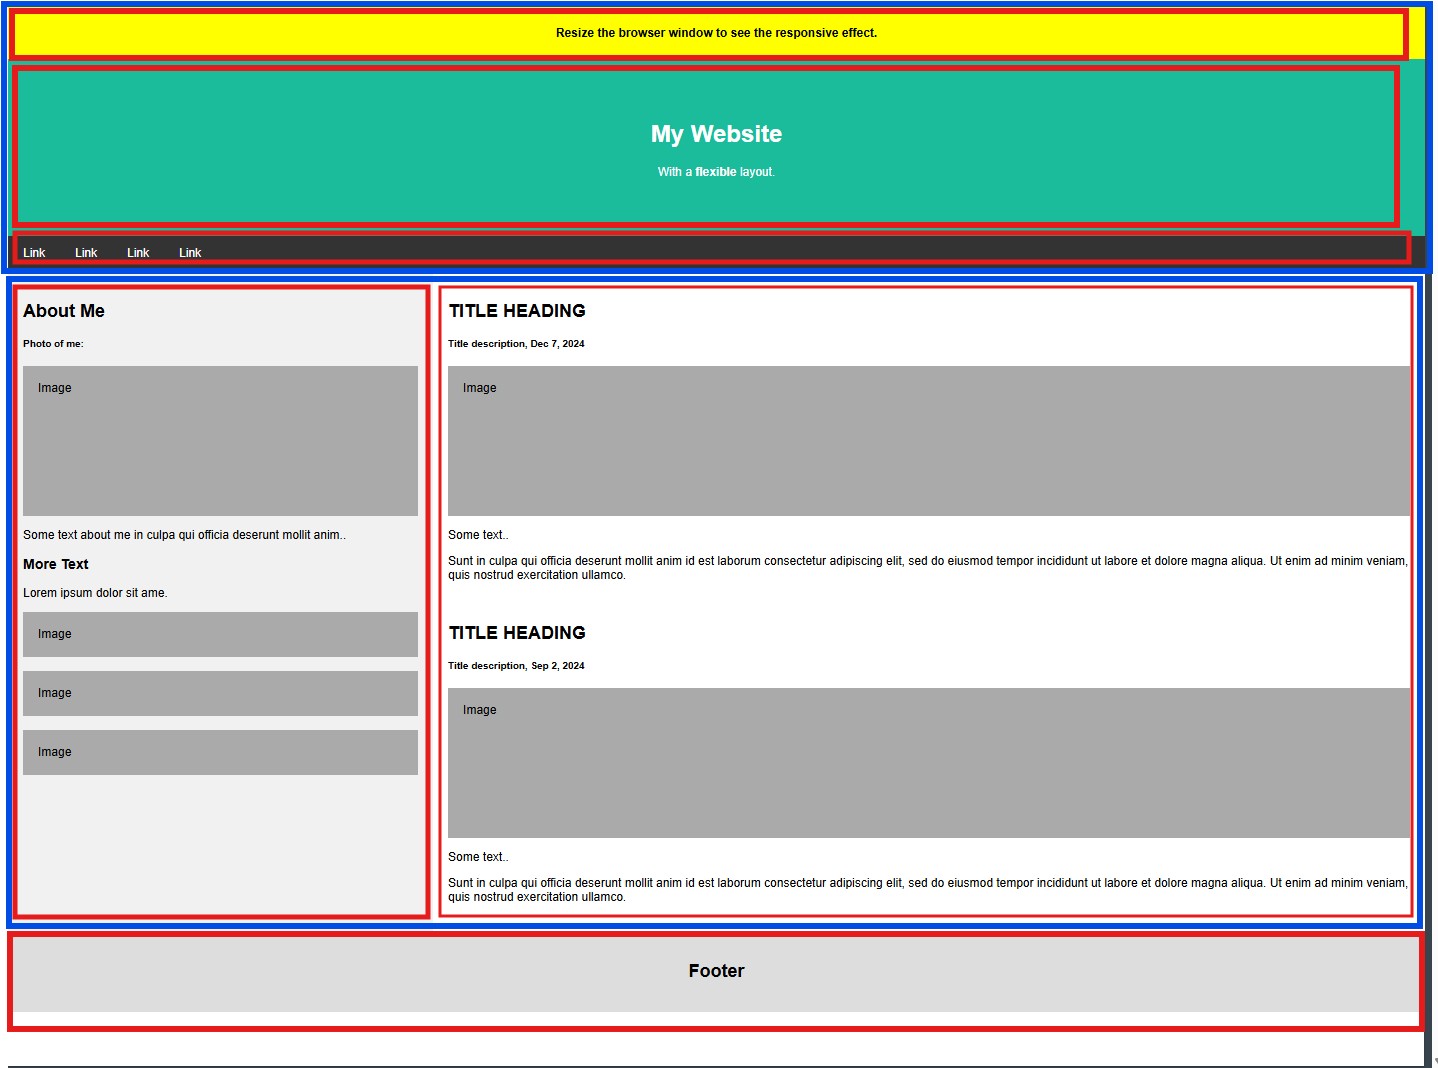 Resize the browser window to see the responsive effect.
My Website
With a flexible layout.
Link Link Link Link
About Me
Photo of me:
Image
Some text about me in culpa qui officia deserunt mollit anim..
More Text
Lorem ipsum dolor sit ame.
Image
Image
Image
TITLE HEADING
Title description, Dec 7, 2024
Image
Some text..
Sunt in culpa qui officia deserunt mollit anim id est laborum consectetur adipiscing elit, sed do eiusmod tempor incididunt ut labore et dolore magna aliqua. Ut enim ad minim veniam,
quis nostrud exercitation ullamco.
TITLE HEADING
Title description, Sep 2, 2024
Image
Some text..
Sunt in culpa qui officia deserunt mollit anim id est laborum consectetur adipiscing elit, sed do eiusmod tempor incididunt ut labore et dolore magna aliqua. Ut enim ad minim veniam,
quis nostrud exercitation ullamco.
Footer